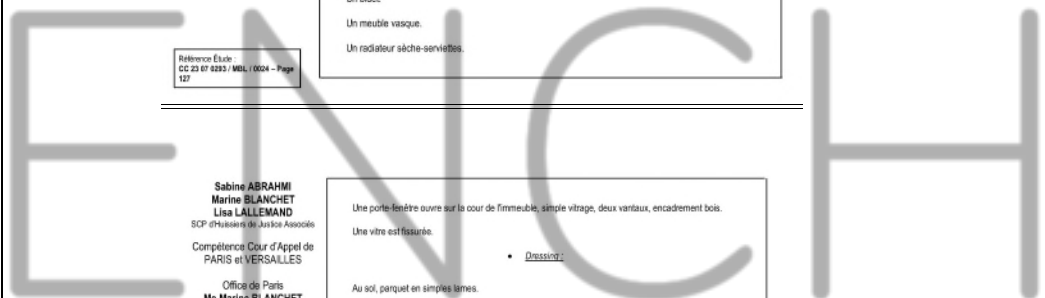 Un meuble vasque.
Un radiateur sèche-serviettes.
Référence Étude :
CC 23 07 0293 / MBL / 0024 – Page
127
ENCH
Sabine ABRAHMI
Marine BLANCHET
Lisa LALLEMAND
SCP d'Huissiers de Justice Associés
Compétence Cour d'Appel de
PARIS et VERSAILLES
Office de Paris
Me Marine BLANCHET
Une porte-fenêtre ouvre sur la cour de l'immeuble, simple vitrage, deux vantaux, encadrement bois.
Une vitre est fissurée.
• Dressing :
Au sol, parquet en simples lames.